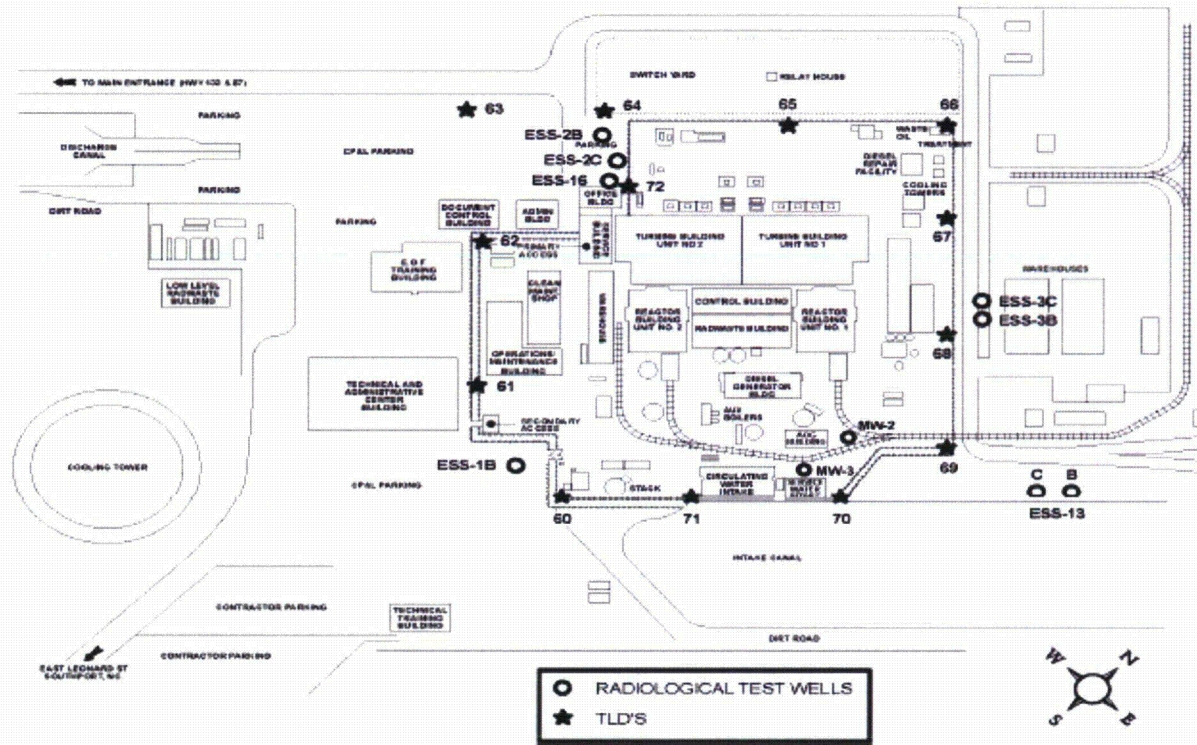 SWITCH YARD
RELAY HOUSE
TO MAIN ENTRANCE (HWY 133 & 87)
PARKING
63
64
65
66
ESS-2B
PARKING
WASTE
OIL
TREATMENT
DISCHARGE
CANAL
CP&L PARKING
ESS-2C
DIESEL
REPAIR
FACILITY
ESS-16
72
COOLING
TOWERS
PARKING
OFFICE
BLDG
DIRT ROAD
PARKING
DOCUMENT
CONTROL
BUILDING
ADMIN
BLDG
67
62
PRIMARY
ACCESS
SERVICE
BUILDING
TURBINE BUILDING
UNIT NO 2
TURBINE BUILDING
UNIT NO 1
E O F
TRAINING
BUILDING
WAREHOUSES
LOW LEVEL
RADWASTE
BUILDING
CLEAN
MAINT
SHOP
WAREHOUSE
REACTOR
BUILDING
UNIT NO. 2
CONTROL BUILDING
RADWASTE BUILDING
REACTOR
BUILDING
UNIT NO. 1
ESS-3C
ESS-3B
68
OPERATIONS/
MAINTENANCE
BUILDING
TECHNICAL AND
ADMINISTRATIVE
CENTER
BUILDING
61
DIESEL
GENERATOR
BLDG
AUX
BOILERS
SECONDARY
ACCESS
MW-2
BUILDING
69
COOLING TOWER
ESS-1B
MW-3
CP&L PARKING
STACK
CIRCULATING
WATER
INTAKE
SERVICE
WATER
C B
60
71
70
ESS-13
INTAKE CANAL
CONTRACTOR PARKING
TECHNICAL
TRAINING
BUILDING
DIRT ROAD
CONTRACTOR PARKING
EAST LEONARD ST
SOUTHPORT, NC
RADIOLOGICAL TEST WELLS
TLD'S
W N
S E